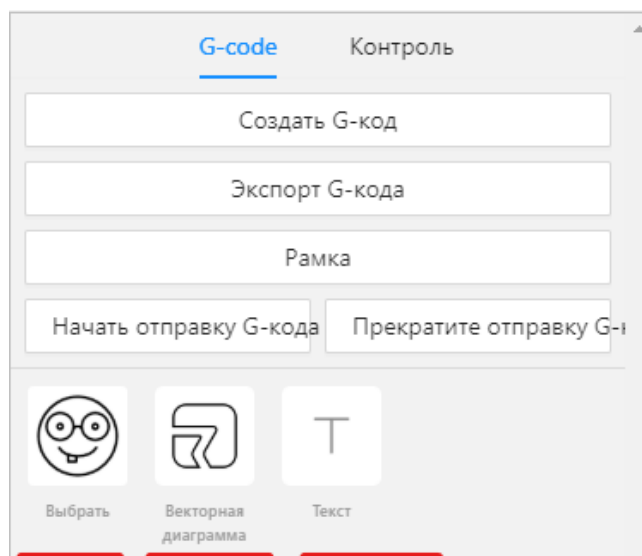 G-code Контроль
Создать G-код
Экспорт G-кода
Рамка
Начать отправку G-кода Прекратите отправку G-
Выбрать Векторная Текст
диаграмма